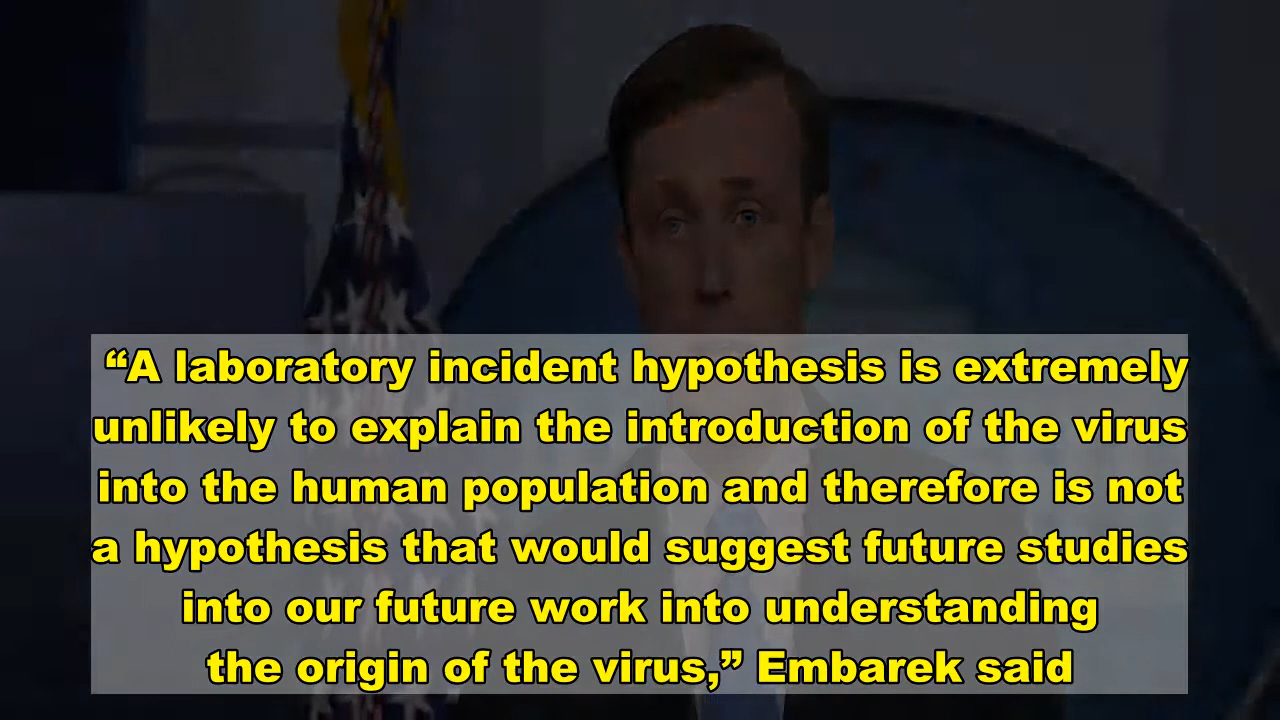 “A laboratory incident hypothesis is extremely
unlikely to explain the introduction of the virus
into the human population and therefore is not
a hypothesis that would suggest future studies
into our future work into understanding
the origin of the virus,” Embarek said